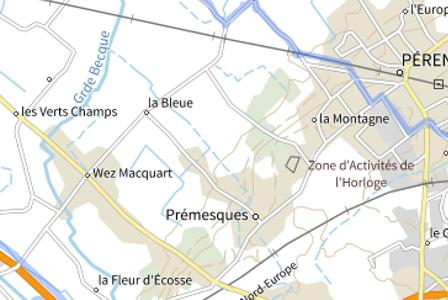 l'Europ
PÉREN
Grde Becque
les Verts Champs
la Bleue
la Montagne
Zone d'Activités de
l'Horloge
Wez Macquart
Prémesques
le C
la Fleur d'Écosse
Nord-Europe